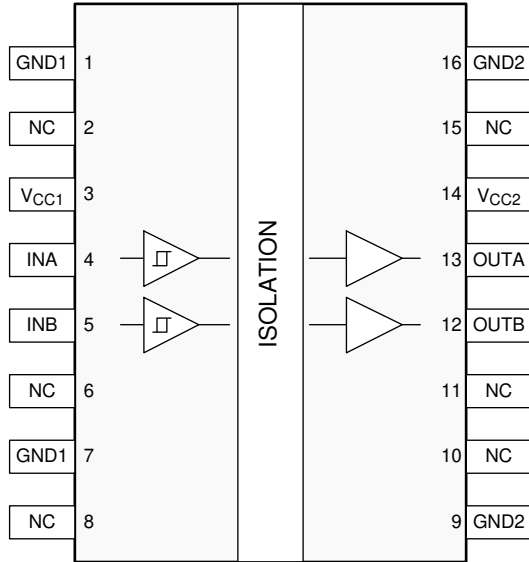 GND1 1 16 GND2
NC 2 15 NC
VCC1 3 14 VCC2
INA 4 13 OUTA
INB 5 12 OUTB
NC 6 11 NC
GND1 7 10 NC
NC 8 9 GND2
ISOLATION